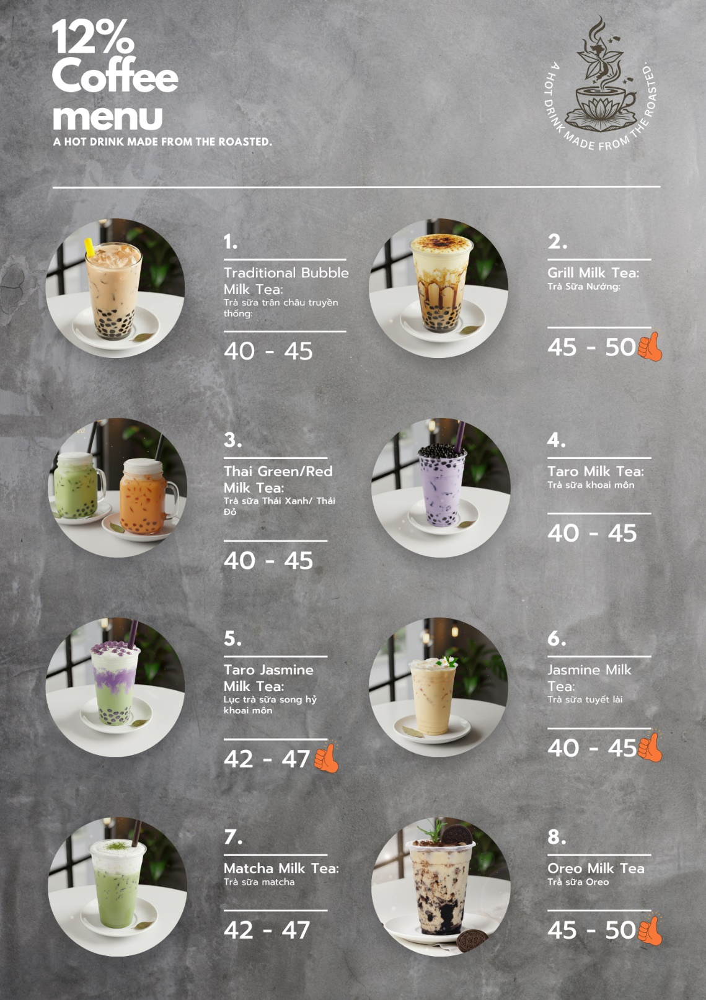 12%
Coffee
menu
A HOT DRINK MADE FROM THE ROASTED.
A HOT DRINK MADE FROM THE ROASTED.
1.
Traditional Bubble
Milk Tea:
Trà sữa trân châu truyền
thống:
40 - 45
2.
Grill Milk Tea:
Trà Sữa Nướng:
45 - 50
3.
Thai Green/Red
Milk Tea:
Trà sữa Thái Xanh/ Thái
Đỏ
40 - 45
4.
Taro Milk Tea:
Trà sữa khoai môn
40 - 45
5.
Taro Jasmine
Milk Tea:
Lục trà sữa song hỷ
khoai môn
42 - 47
6.
Jasmine Milk
Tea:
Trà sữa tuyết lài
40 - 45
7.
Matcha Milk Tea:
Trà sữa matcha
42 - 47
8.
Oreo Milk Tea
Trà sữa Oreo
45 - 50